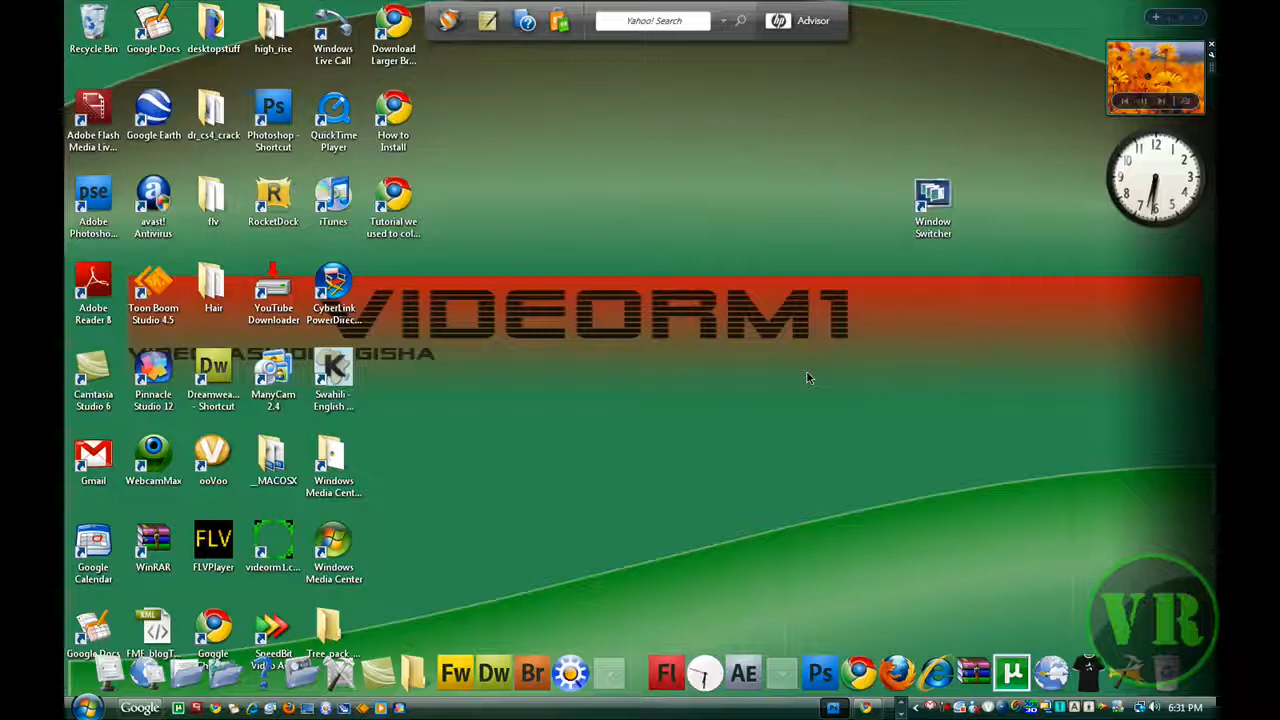 Yahoo! Search
Advisor
Recycle Bin
Google Docs
desktopstuff
high_rise
Windows
Live Call
Download
Larger Br...
Adobe Flash
Media Liv...
Google Earth
dr_cs4_crack
Photoshop -
Shortcut
QuickTime
Player
How to
Install
Adobe
Photosho...
avast!
Antivirus
flv
RocketDock
iTunes
Tutorial we
used to col...
Window
Switcher
Adobe
Reader 8
Toon Boom
Studio 4.5
Hair
YouTube
Downloader
CyberLink
PowerDirec...
VIDEORM1
Camtasia
Studio 6
Pinnacle
Studio 12
Dreamwea...
- Shortcut
ManyCam
2.4
Swahili -
English ...
Gmail
WebcamMax
ooVoo
__MACOSX
Windows
Media Cent...
Google
Calendar
WinRAR
FLVPlayer
videorm1.c...
Windows
Media Center
Google Docs
FME_blogT...
Google
SpeedBit
Tree_pack_...
VR
Fw
Dw
Br
Fl
AE
Ps
µ
Google
6:31 PM